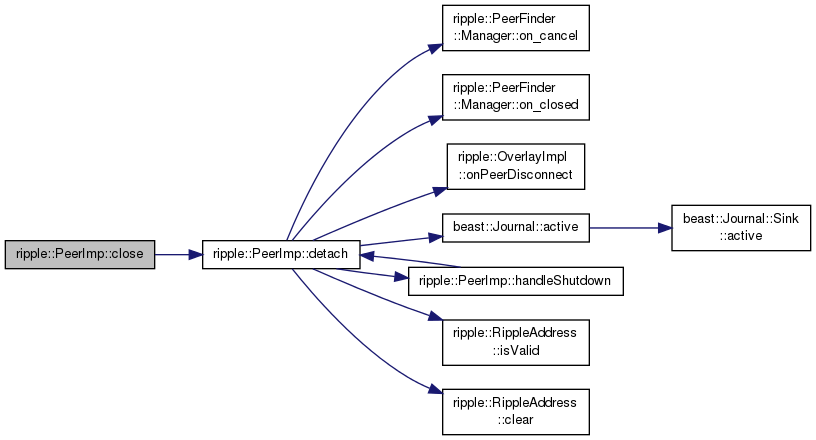 ripple::PeerFinder
::Manager::on_cancel
ripple::PeerFinder
::Manager::on_closed
ripple::OverlayImpl
::onPeerDisconnect
beast::Journal::active
beast::Journal::Sink
::active
ripple::PeerImp::close
ripple::PeerImp::detach
ripple::PeerImp::handleShutdown
ripple::RippleAddress
::isValid
ripple::RippleAddress
::clear